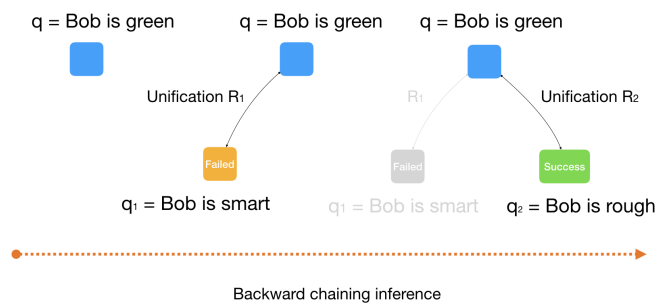 q = Bob is green
q = Bob is green
q = Bob is green
Unification R1
R1
Unification R2
Failed
Failed
Success
q1 = Bob is smart
q1 = Bob is smart
q2 = Bob is rough
Backward chaining inference